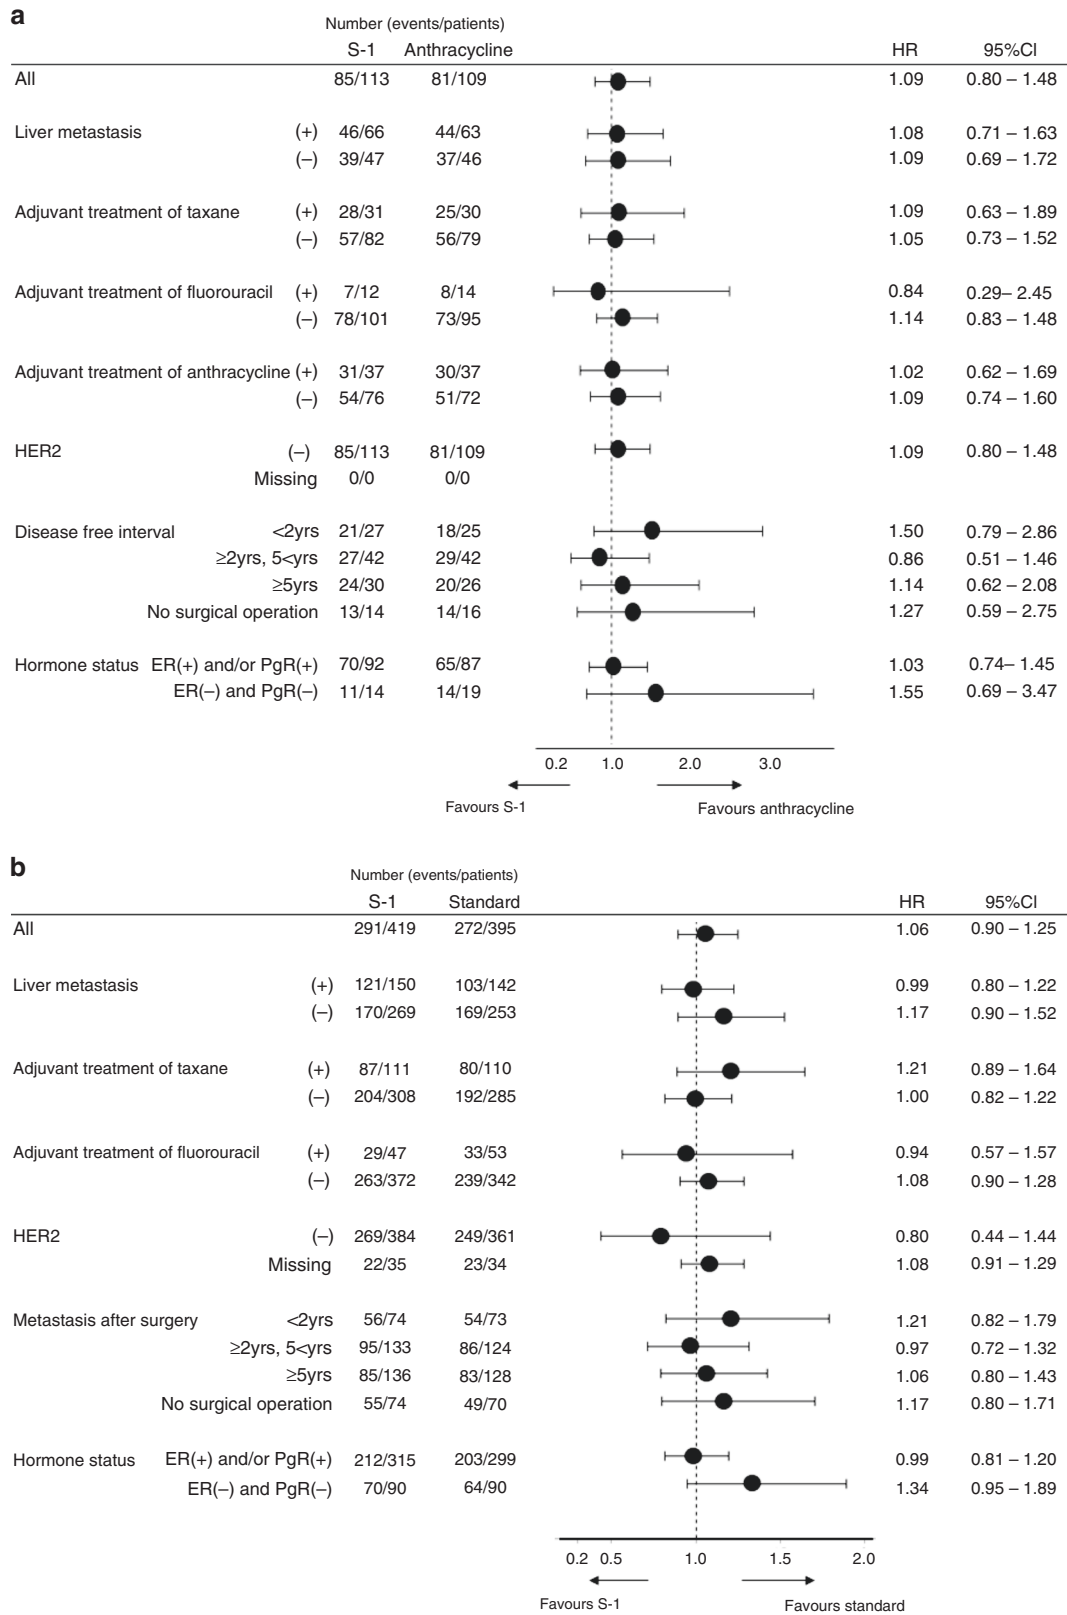 a
Number (events/patients)
S-1 Anthracycline HR 95%CI
All 85/113 81/109 1.09 0.80 – 1.48
Liver metastasis (+) 46/66 44/63 1.08 0.71 – 1.63
(–) 39/47 37/46 1.09 0.69 – 1.72
Adjuvant treatment of taxane (+) 28/31 25/30 1.09 0.63 – 1.89
(–) 57/82 56/79 1.05 0.73 – 1.52
Adjuvant treatment of fluorouracil (+) 7/12 8/14 0.84 0.29– 2.45
(–) 78/101 73/95 1.14 0.83 – 1.48
Adjuvant treatment of anthracycline (+) 31/37 30/37 1.02 0.62 – 1.69
(–) 54/76 51/72 1.09 0.74 – 1.60
HER2 (–) 85/113 81/109 1.09 0.80 – 1.48
Missing 0/0 0/0
Disease free interval <2yrs 21/27 18/25 1.50 0.79 – 2.86
≥2yrs, 5<yrs 27/42 29/42 0.86 0.51 – 1.46
≥5yrs 24/30 20/26 1.14 0.62 – 2.08
No surgical operation 13/14 14/16 1.27 0.59 – 2.75
Hormone status ER(+) and/or PgR(+) 70/92 65/87 1.03 0.74– 1.45
ER(–) and PgR(–) 11/14 14/19 1.55 0.69 – 3.47
0.2 1.0 2.0 3.0
Favours S-1 Favours anthracycline
b
Number (events/patients)
S-1 Standard HR 95%CI
All 291/419 272/395 1.06 0.90 – 1.25
Liver metastasis (+) 121/150 103/142 0.99 0.80 – 1.22
(–) 170/269 169/253 1.17 0.90 – 1.52
Adjuvant treatment of taxane (+) 87/111 80/110 1.21 0.89 – 1.64
(–) 204/308 192/285 1.00 0.82 – 1.22
Adjuvant treatment of fluorouracil (+) 29/47 33/53 0.94 0.57 – 1.57
(–) 263/372 239/342 1.08 0.90 – 1.28
HER2 (–) 269/384 249/361 0.80 0.44 – 1.44
Missing 22/35 23/34 1.08 0.91 – 1.29
Metastasis after surgery <2yrs 56/74 54/73 1.21 0.82 – 1.79
≥2yrs, 5<yrs 95/133 86/124 0.97 0.72 – 1.32
≥5yrs 85/136 83/128 1.06 0.80 – 1.43
No surgical operation 55/74 49/70 1.17 0.80 – 1.71
Hormone status ER(+) and/or PgR(+) 212/315 203/299 0.99 0.81 – 1.20
ER(–) and PgR(–) 70/90 64/90 1.34 0.95 – 1.89
0.2 0.5 1.0 1.5 2.0
Favours S-1 Favours standard